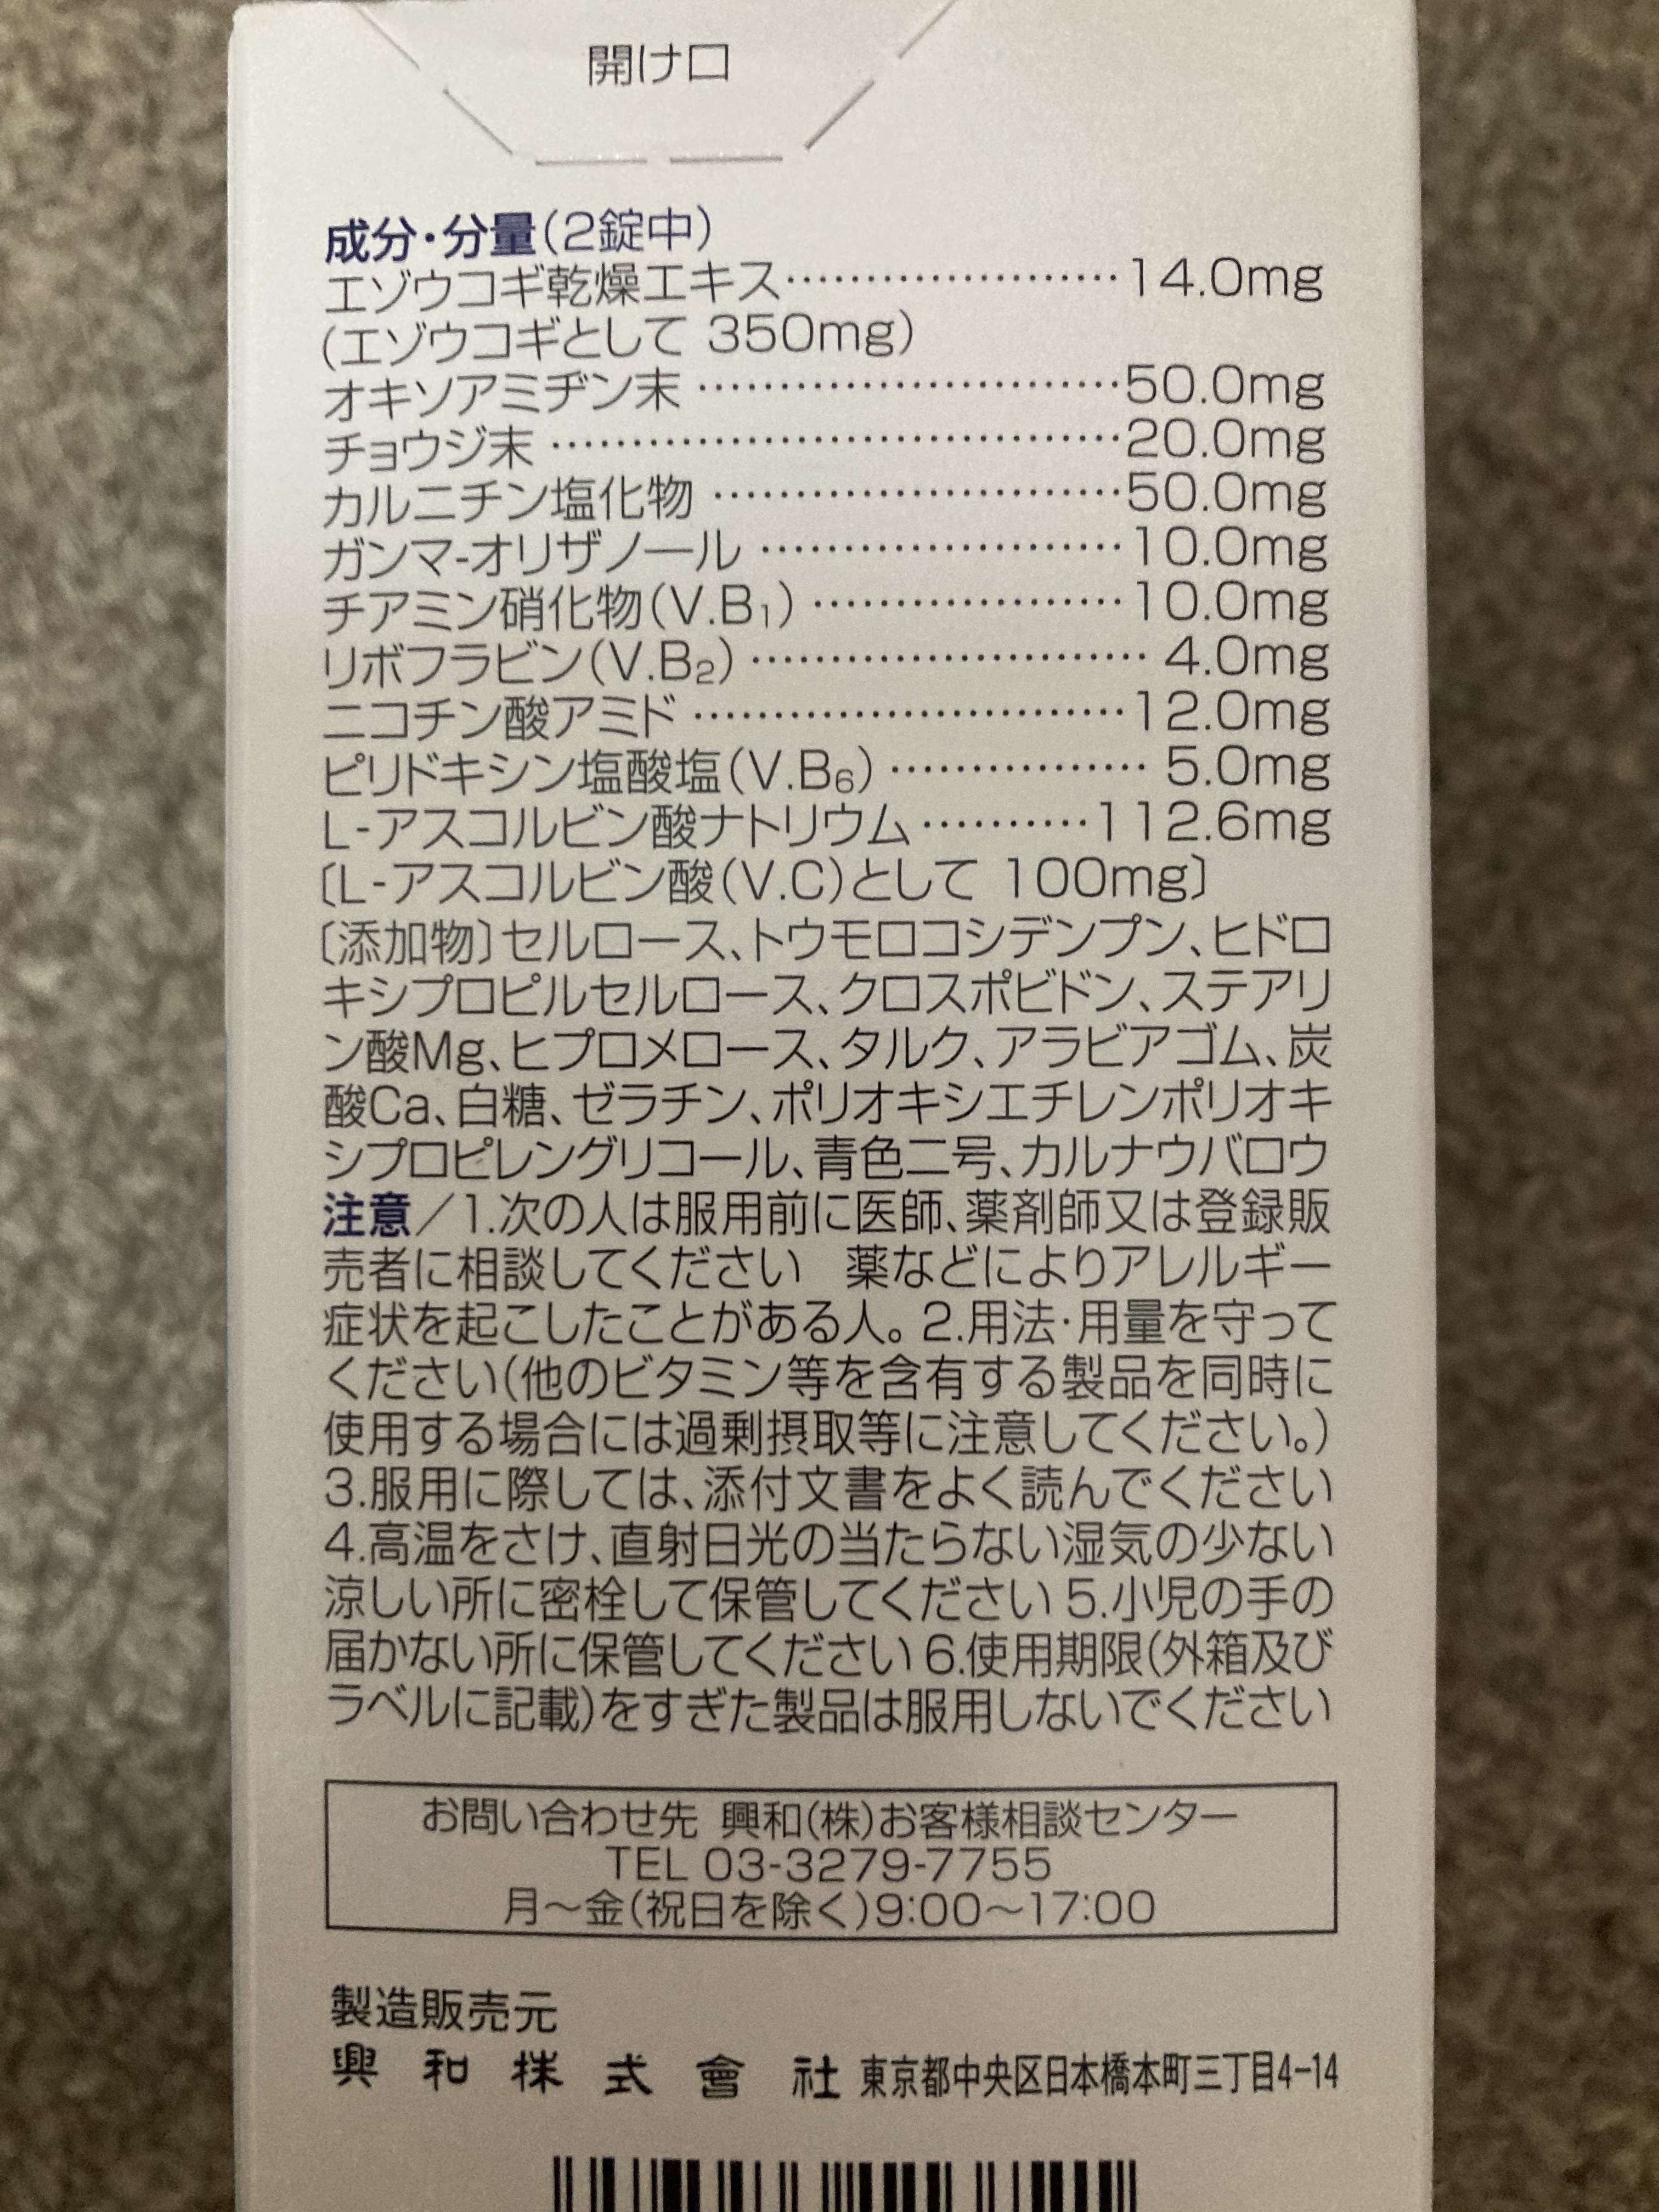 開け口
成分・分量(2錠中)
エゾウコギ乾燥エキス…………………14.0mg
(エゾウコギとして 350mg)
オキソアミヂン末 ………………………50.0mg
チョウジ末 ………………………………20.0mg
カルニチン塩化物 ………………………50.0mg
ガンマ-オリザノール ……………………10.0mg
チアミン硝化物(V.B₁) …………………10.0mg
リボフラビン(V.B₂) ……………………… 4.0mg
ニコチン酸アミド ………………………12.0mg
ピリドキシン塩酸塩(V.B₆) ……………… 5.0mg
L-アスコルビン酸ナトリウム …………112.6mg
〔L-アスコルビン酸(V.C)として 100mg〕
〔添加物〕セルロース、トウモロコシデンプン、ヒドロ
キシプロピルセルロース、クロスポビドン、ステアリ
ン酸Mg、ヒプロメロース、タルク、アラビアゴム、炭
酸Ca、白糖、ゼラチン、ポリオキシエチレンポリオキ
シプロピレングリコール、青色二号、カルナウバロウ
注意/1.次の人は服用前に医師、薬剤師又は登録販
売者に相談してください 薬などによりアレルギー
症状を起こしたことがある人。2.用法・用量を守って
ください(他のビタミン等を含有する製品を同時に
使用する場合には過剰摂取等に注意してください。)
3.服用に際しては、添付文書をよく読んでください
4.高温をさけ、直射日光の当たらない湿気の少ない
涼しい所に密栓して保管してください 5.小児の手の
届かない所に保管してください 6.使用期限(外箱及び
ラベルに記載)をすぎた製品は服用しないでください
お問い合わせ先 興和(株)お客様相談センター
TEL 03-3279-7755
月〜金(祝日を除く)9:00〜17:00
製造販売元
興和株式會社 東京都中央区日本橋本町三丁目4-14